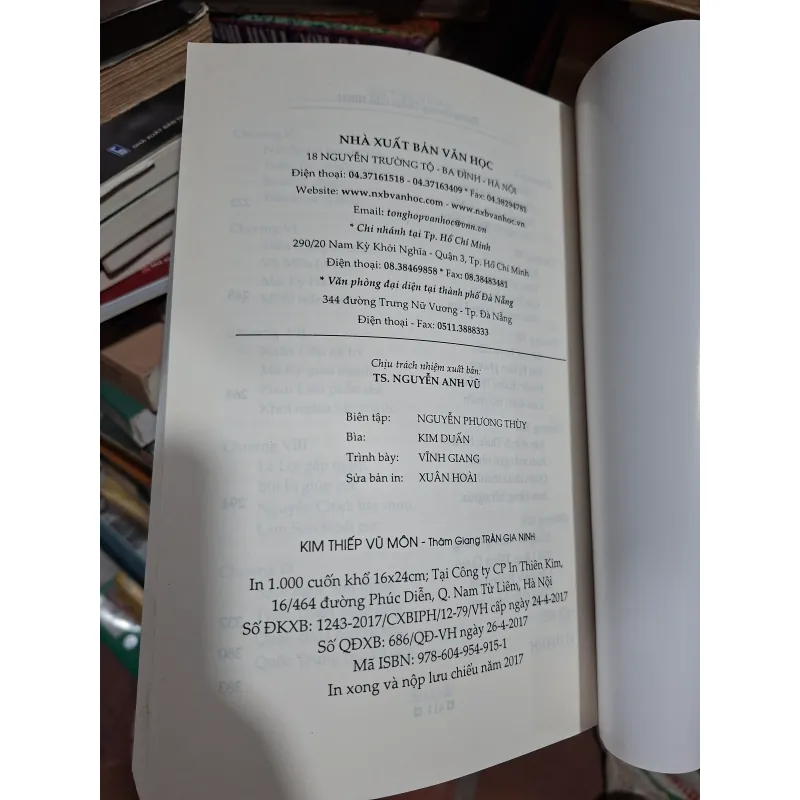 NHÀ XUẤT BẢN VĂN HỌC
18 NGUYỄN TRƯỜNG TỘ - BA ĐÌNH - HÀ NỘI
Điện thoại: 04.37161518 - 04.37163409 * Fax: 04.38294781
Website: www.nxbvanhoc.com - www.nxbvanhoc.vn
Email: tonghopvanhoc@vnn.vn
* Chi nhánh tại Tp. Hồ Chí Minh
290/20 Nam Kỳ Khởi Nghĩa - Quận 3, Tp. Hồ Chí Minh
Điện thoại: 08.38469858 * Fax: 08.38483481
* Văn phòng đại diện tại thành phố Đà Nẵng
344 đường Trưng Nữ Vương - Tp. Đà Nẵng
Điện thoại - Fax: 0511.3888333
Chịu trách nhiệm xuất bản:
TS. NGUYỄN ANH VŨ
Biên tập: NGUYỄN PHƯƠNG THÙY
Bìa: KIM DUẨN
Trình bày: VĨNH GIANG
Sửa bản in: XUÂN HOÀI
KIM THIẾP VŨ MÔN - Thâm Giang TRẦN GIA NINH
In 1.000 cuốn khổ 16x24cm; Tại Công ty CP In Thiên Kim,
16/464 đường Phúc Diễn, Q. Nam Từ Liêm, Hà Nội
Số ĐKXB: 1243-2017/CXBIPH/12-79/VH cấp ngày 24-4-2017
Số QĐXB: 686/QĐ-VH ngày 26-4-2017
Mã ISBN: 978-604-954-915-1
In xong và nộp lưu chiểu năm 2017